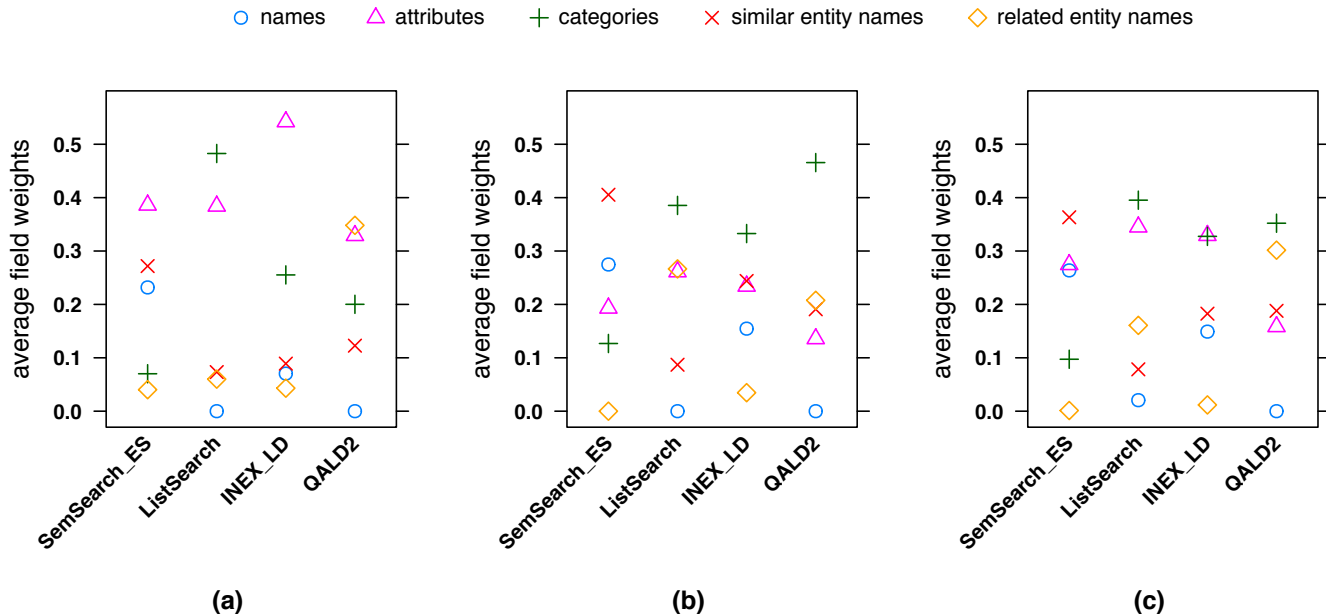 names attributes categories similar entity names related entity names
average field weights
0.5
0.4
0.3
0.2
0.1
0.0
SemSearch_ES
ListSearch
INEX_LD
QALD2
(a)
average field weights
0.5
0.4
0.3
0.2
0.1
0.0
SemSearch_ES
ListSearch
INEX_LD
QALD2
(b)
average field weights
0.5
0.4
0.3
0.2
0.1
0.0
SemSearch_ES
ListSearch
INEX_LD
QALD2
(c)